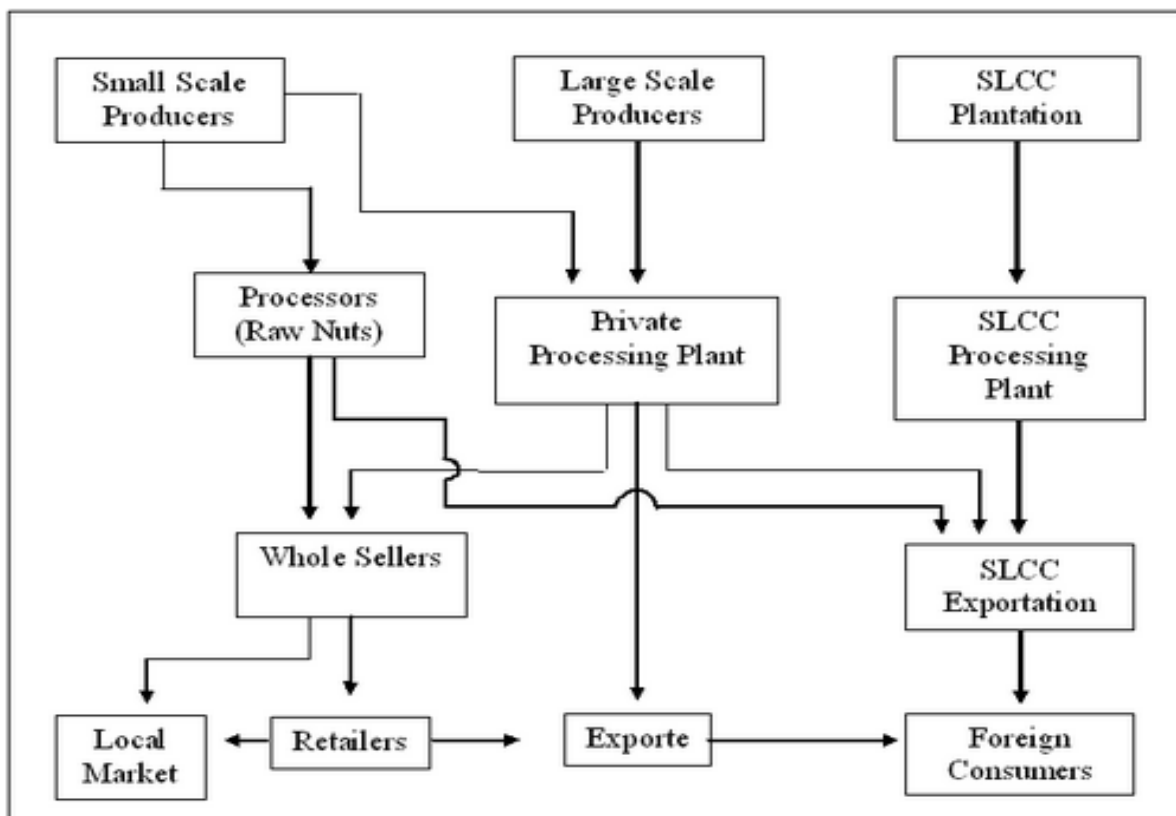 Small Scale
Producers
Large Scale
Producers
SLCC
Plantation
Processors
(Raw Nuts)
Private
Processing Plant
SLCC
Processing
Plant
Whole Sellers
SLCC
Exportation
Local
Market
Retailers
Exporte
Foreign
Consumers